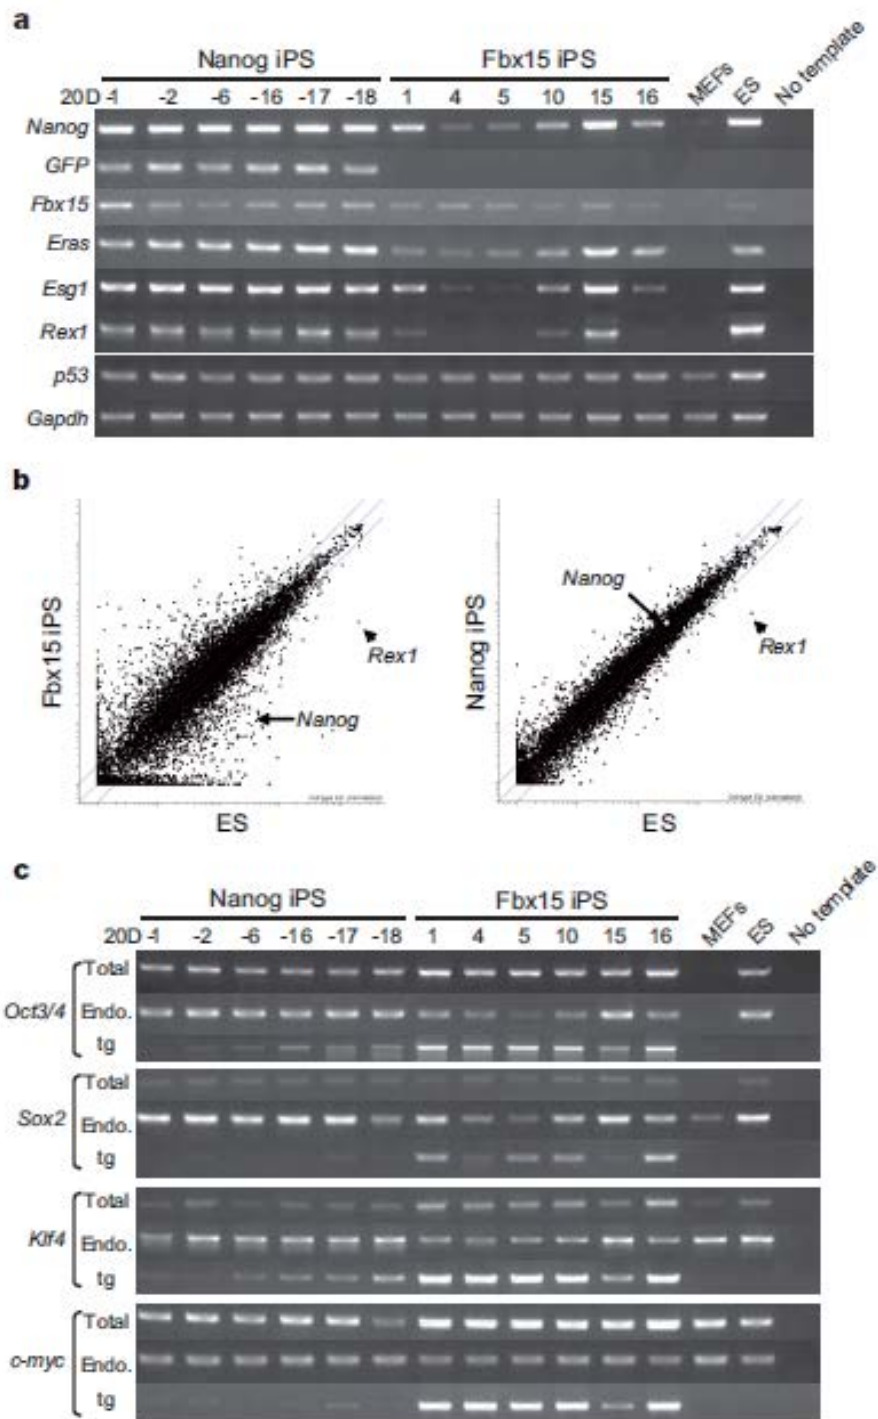 a
Nanog iPS Fbx15 iPS
20D -1 -2 -6 -16 -17 -18 1 4 5 10 15 16 MEFs ES No template
Nanog
GFP
Fbx15
Eras
Esg1
Rex1
p53
Gapdh
b
Fbx15 iPS
Rex1
Nanog
ES
Nanog iPS
Nanog
Rex1
ES
c
Nanog iPS Fbx15 iPS
20D -1 -2 -6 -16 -17 -18 1 4 5 10 15 16 MEFs ES No template
Oct3/4
Total
Endo.
tg
Sox2
Total
Endo.
tg
Klf4
Total
Endo.
tg
c-myc
Total
Endo.
tg